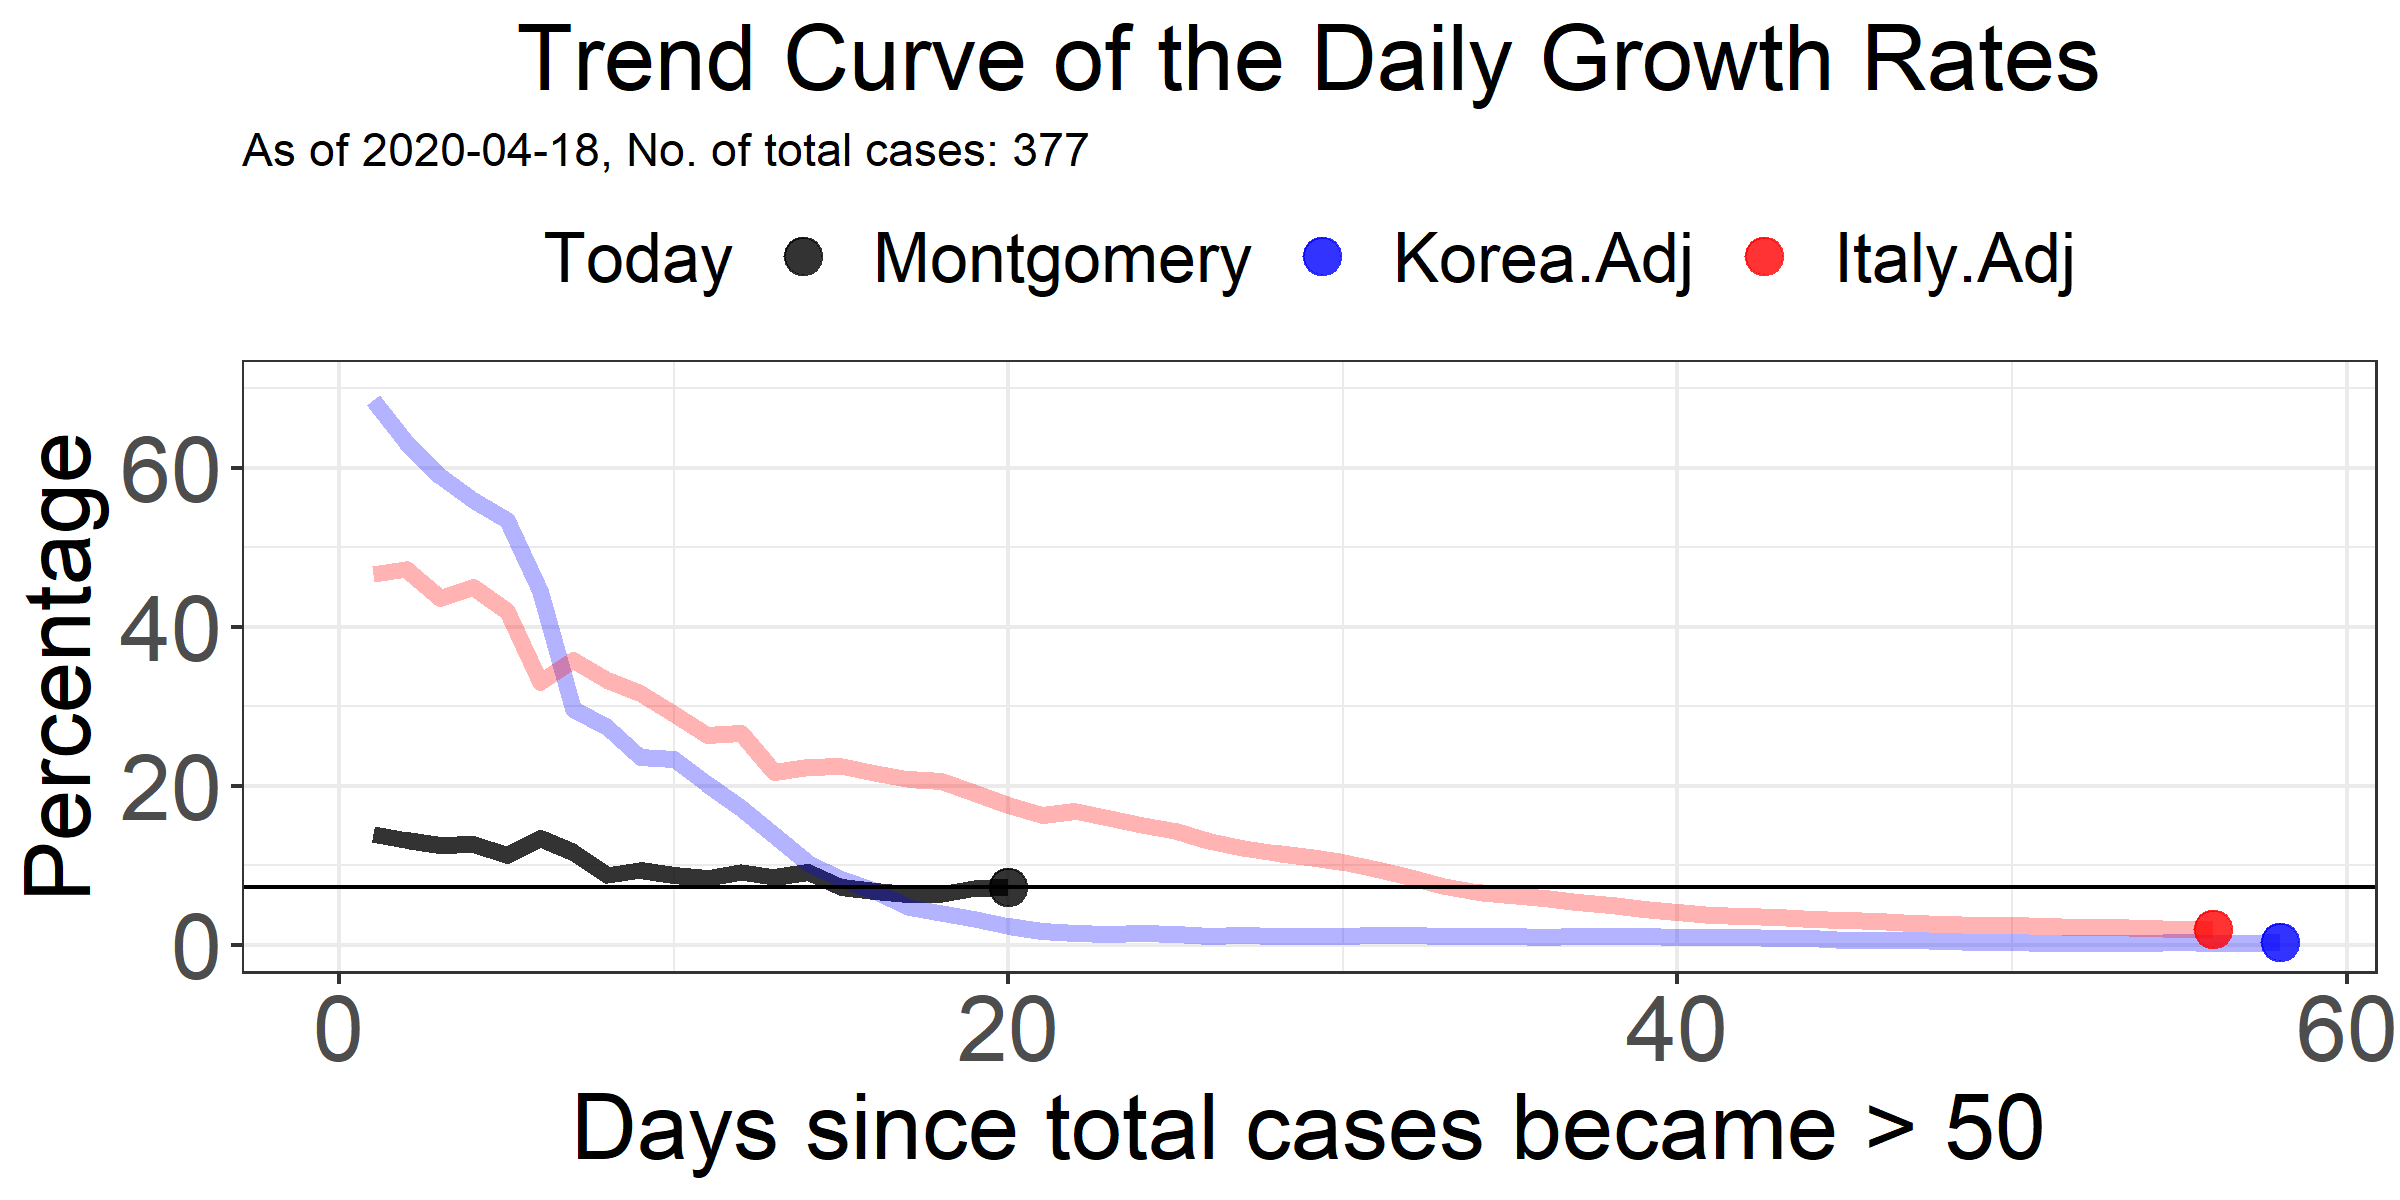 Trend Curve of the Daily Growth Rates
As of 2020-04-18, No. of total cases: 377
Today Montgomery Korea.Adj Italy.Adj
Percentage
60
40
20
0
0 20 40 60
Days since total cases became > 50